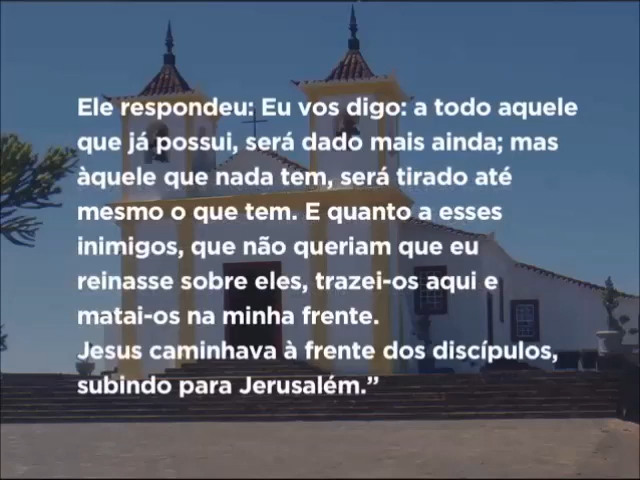 Ele respondeu: Eu vos digo: a todo aquele
que já possui, será dado mais ainda; mas
àquele que nada tem, será tirado até
mesmo o que tem. E quanto a esses
inimigos, que não queriam que eu
reinasse sobre eles, trazei-os aqui e
matai-os na minha frente.
Jesus caminhava à frente dos discípulos,
subindo para Jerusalém.”